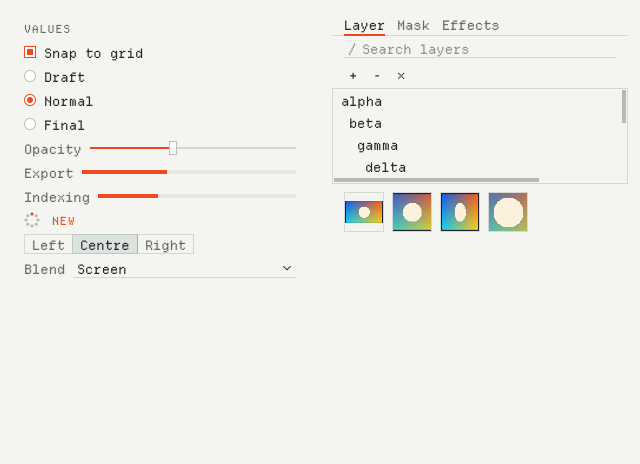 VALUES
Snap to grid
Draft
Normal
Final
Opacity
Export
Indexing
NEW
Left Centre Right
Blend Screen
Layer Mask Effects
/ Search layers
+ - ×
alpha
beta
gamma
delta